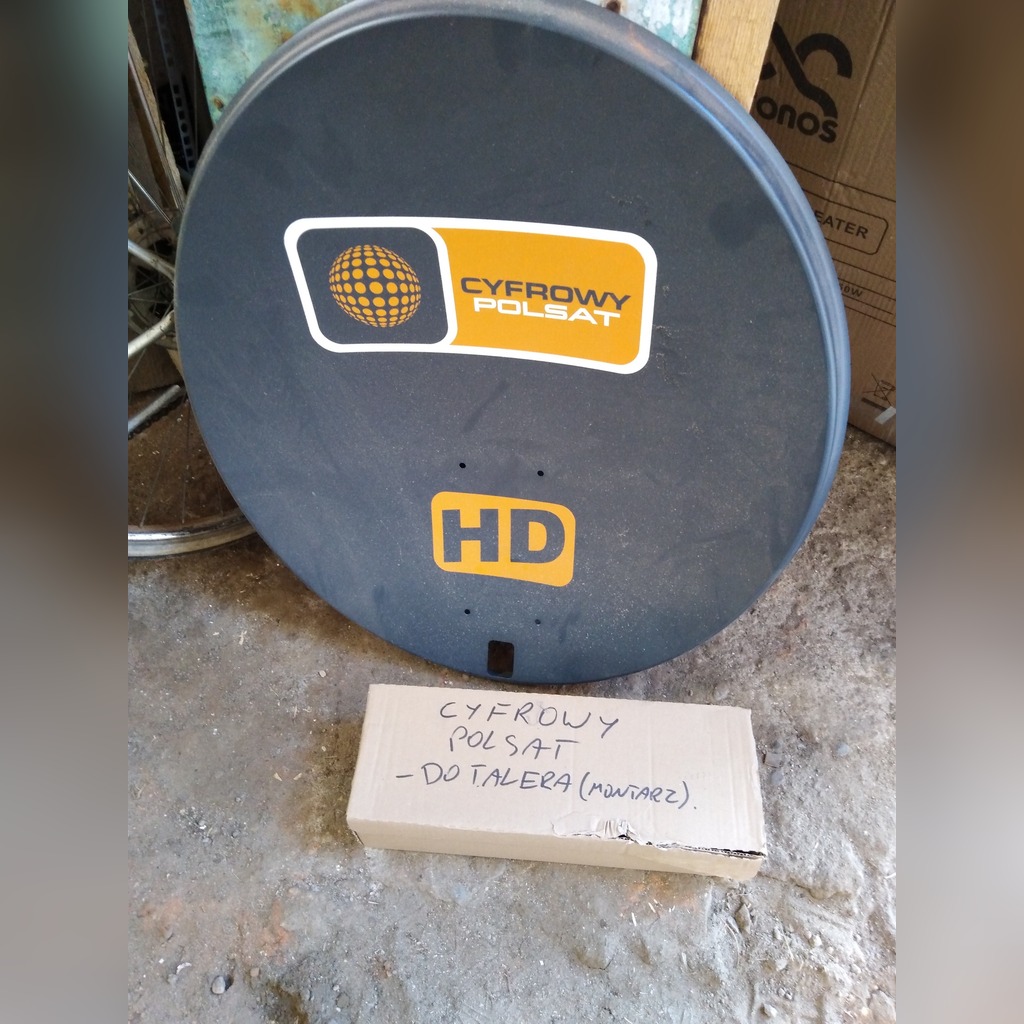 onos
EATER
CYFROWY
POLSAT
HD
CYFROWY
POLSAT
- DO TALERA (MONTARZ).